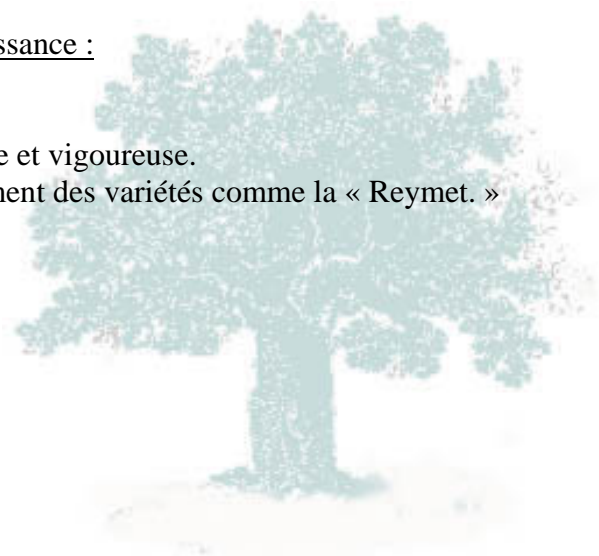 ssance :
e et vigoureuse.
nent des variétés comme la « Reymet. »